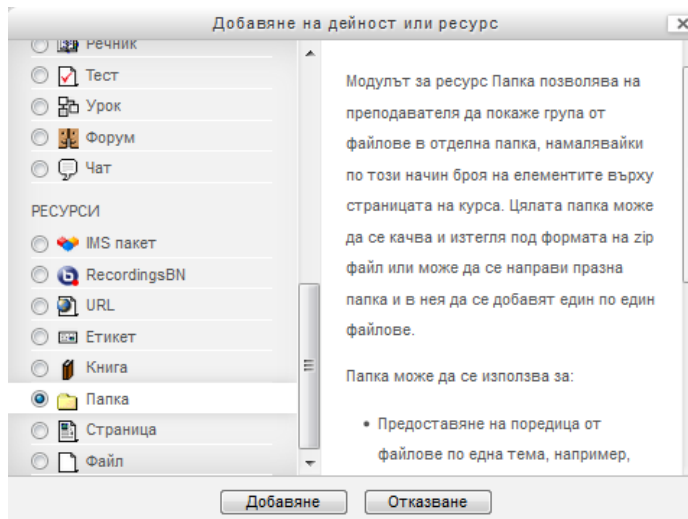 Добавяне на дейност или ресурс
Речник
Тест
Урок
Форум
Чат
РЕСУРСИ
IMS пакет
RecordingsBN
URL
Етикет
Книга
Папка
Страница
Файл
Модулът за ресурс Папка позволява на
преподавателя да покаже група от
файлове в отделна папка, намалявайки
по този начин броя на елементите върху
страницата на курса. Цялата папка може
да се качва и изтегля под формата на zip
файл или може да се направи празна
папка и в нея да се добавят един по един
файлове.
Папка може да се използва за:
• Предоставяне на поредица от
файлове по една тема, например,
Добавяне
Отказване